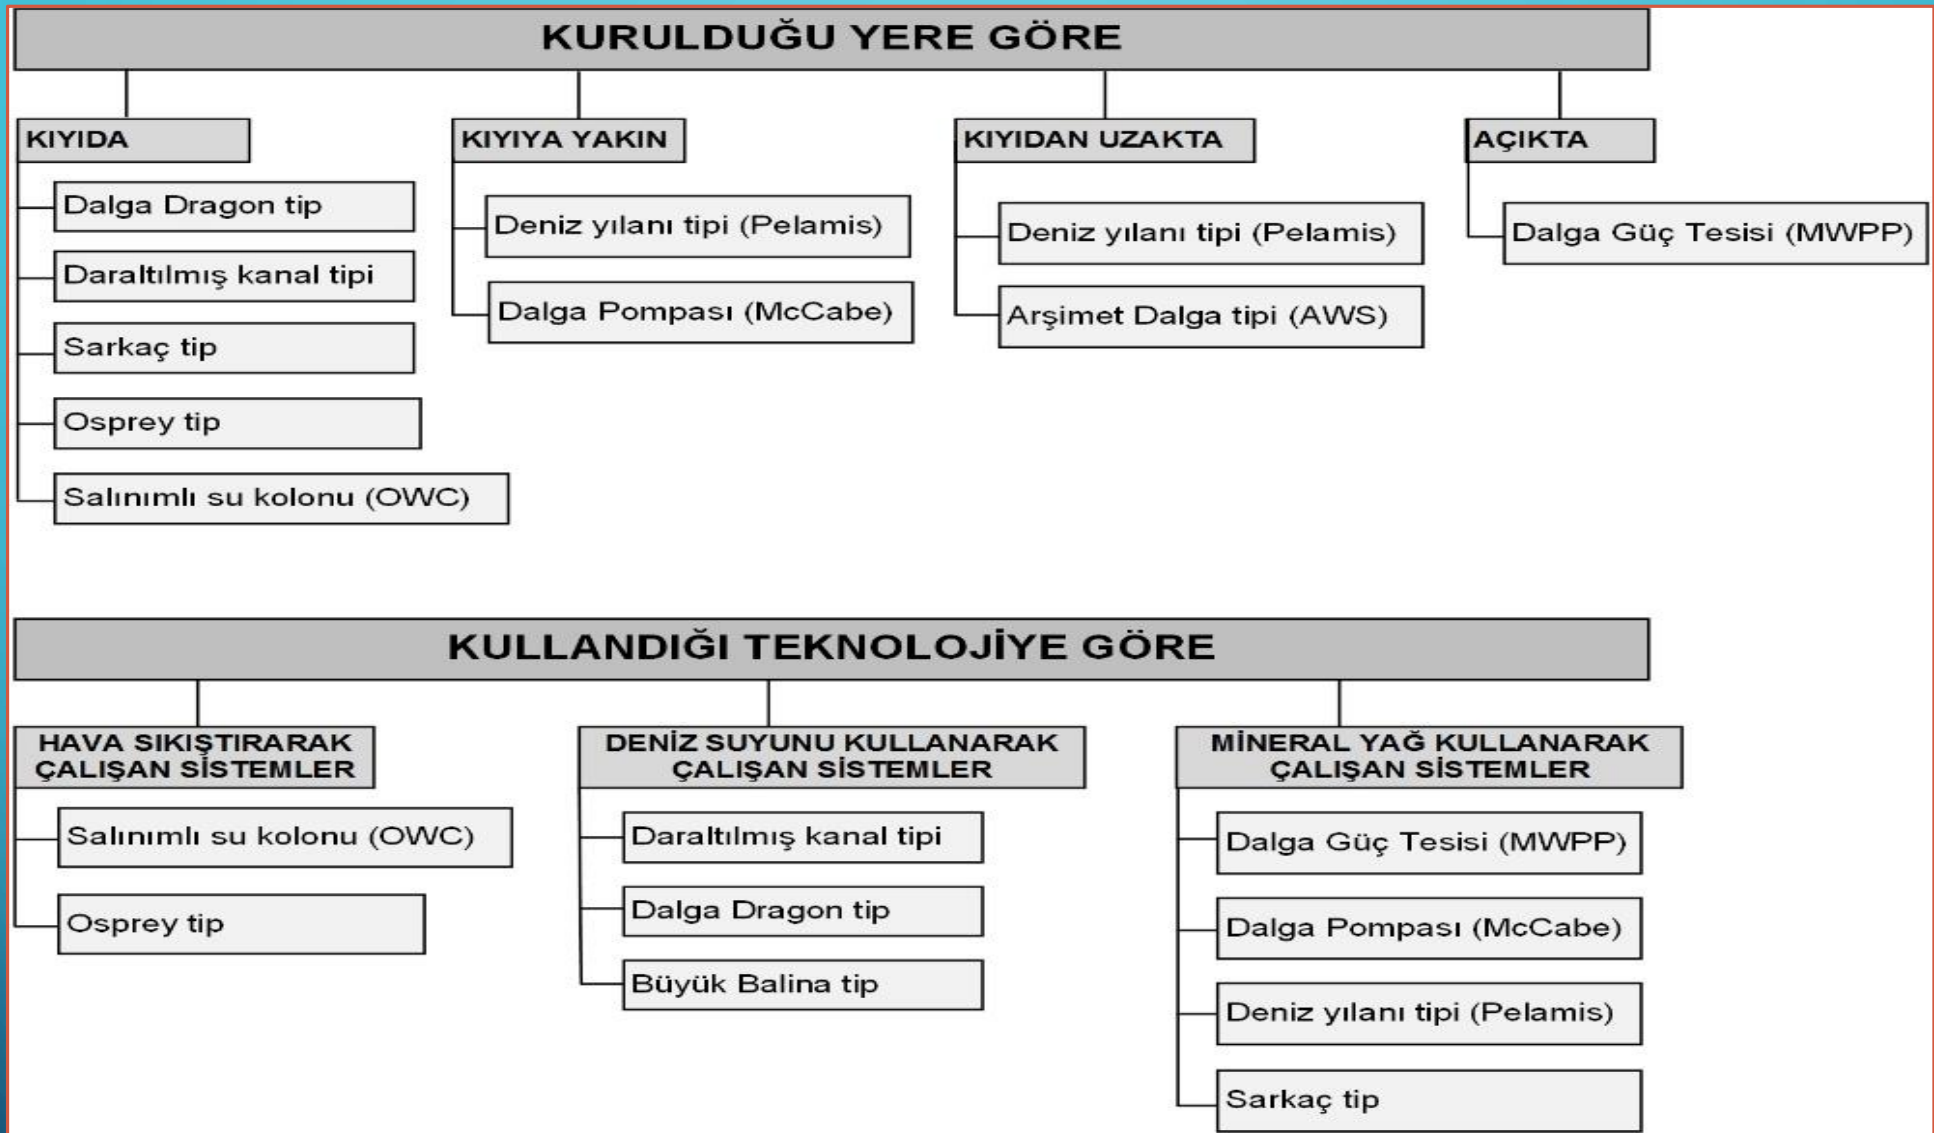 KURULDUĞU YERE GÖRE
KIYIDA
Dalga Dragon tip
Daraltılmış kanal tipi
Sarkaç tip
Osprey tip
Salınımlı su kolonu (OWC)
KIYIYA YAKIN
Deniz yılanı tipi (Pelamis)
Dalga Pompası (McCabe)
KIYIDAN UZAKTA
Deniz yılanı tipi (Pelamis)
Arşimet Dalga tipi (AWS)
AÇIKTA
Dalga Güç Tesisi (MWPP)
KULLANDIĞI TEKNOLOJİYE GÖRE
HAVA SIKIŞTIRARAK
ÇALIŞAN SİSTEMLER
Salınımlı su kolonu (OWC)
Osprey tip
DENİZ SUYUNU KULLANARAK
ÇALIŞAN SİSTEMLER
Daraltılmış kanal tipi
Dalga Dragon tip
Büyük Balina tip
MİNERAL YAĞ KULLANARAK
ÇALIŞAN SİSTEMLER
Dalga Güç Tesisi (MWPP)
Dalga Pompası (McCabe)
Deniz yılanı tipi (Pelamis)
Sarkaç tip